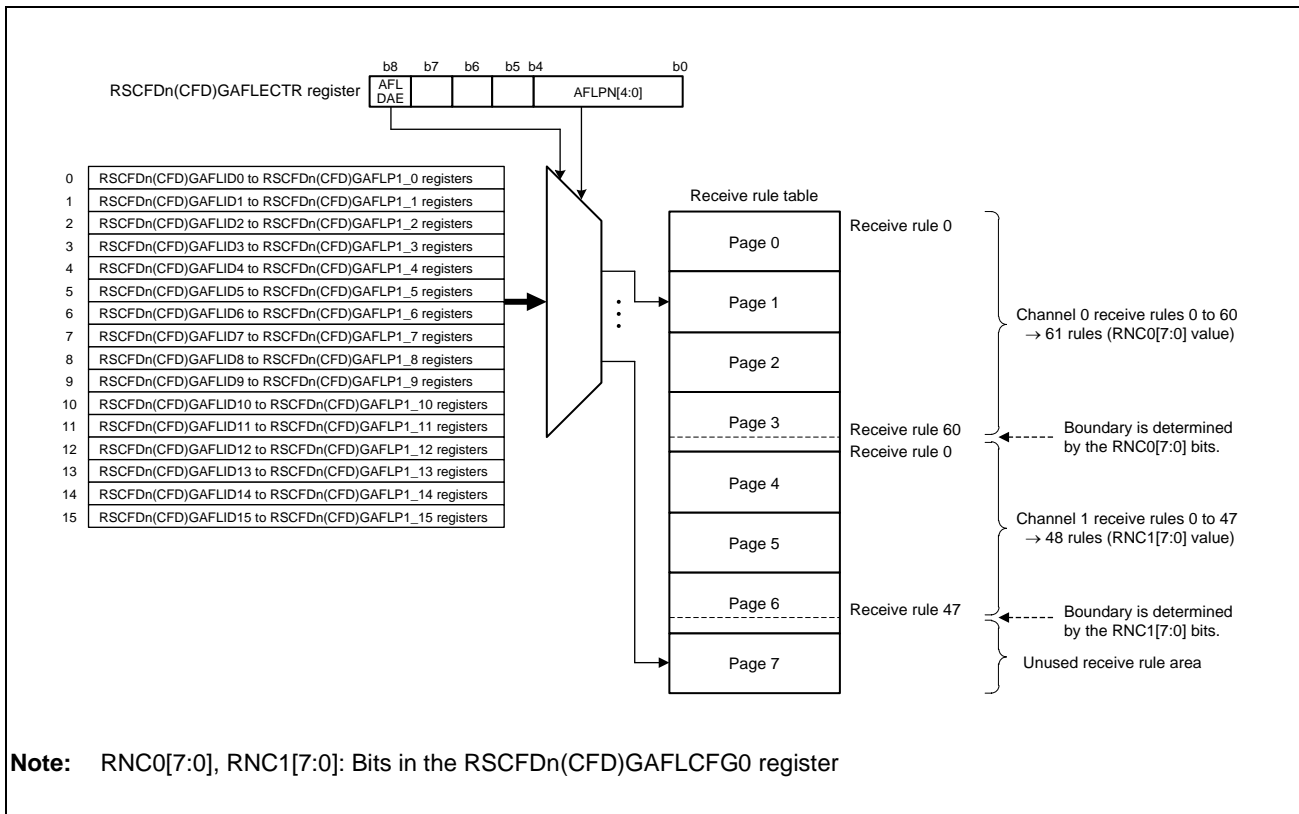 b8 b7 b6 b5 b4 b0
RSCFDn(CFD)GAFLECTR register
AFL
DAE
AFLPN[4:0]
0 RSCFDn(CFD)GAFLID0 to RSCFDn(CFD)GAFLP1_0 registers
1 RSCFDn(CFD)GAFLID1 to RSCFDn(CFD)GAFLP1_1 registers
2 RSCFDn(CFD)GAFLID2 to RSCFDn(CFD)GAFLP1_2 registers
3 RSCFDn(CFD)GAFLID3 to RSCFDn(CFD)GAFLP1_3 registers
4 RSCFDn(CFD)GAFLID4 to RSCFDn(CFD)GAFLP1_4 registers
5 RSCFDn(CFD)GAFLID5 to RSCFDn(CFD)GAFLP1_5 registers
6 RSCFDn(CFD)GAFLID6 to RSCFDn(CFD)GAFLP1_6 registers
7 RSCFDn(CFD)GAFLID7 to RSCFDn(CFD)GAFLP1_7 registers
8 RSCFDn(CFD)GAFLID8 to RSCFDn(CFD)GAFLP1_8 registers
9 RSCFDn(CFD)GAFLID9 to RSCFDn(CFD)GAFLP1_9 registers
10 RSCFDn(CFD)GAFLID10 to RSCFDn(CFD)GAFLP1_10 registers
11 RSCFDn(CFD)GAFLID11 to RSCFDn(CFD)GAFLP1_11 registers
12 RSCFDn(CFD)GAFLID12 to RSCFDn(CFD)GAFLP1_12 registers
13 RSCFDn(CFD)GAFLID13 to RSCFDn(CFD)GAFLP1_13 registers
14 RSCFDn(CFD)GAFLID14 to RSCFDn(CFD)GAFLP1_14 registers
15 RSCFDn(CFD)GAFLID15 to RSCFDn(CFD)GAFLP1_15 registers
Receive rule table
Page 0
Page 1
Page 2
Page 3
Page 4
Page 5
Page 6
Page 7
Receive rule 0
Receive rule 60
Receive rule 0
Receive rule 47
Channel 0 receive rules 0 to 60
→ 61 rules (RNC0[7:0] value)
Boundary is determined
by the RNC0[7:0] bits.
Channel 1 receive rules 0 to 47
→ 48 rules (RNC1[7:0] value)
Boundary is determined
by the RNC1[7:0] bits.
Unused receive rule area
Note: RNC0[7:0], RNC1[7:0]: Bits in the RSCFDn(CFD)GAFLCFG0 register